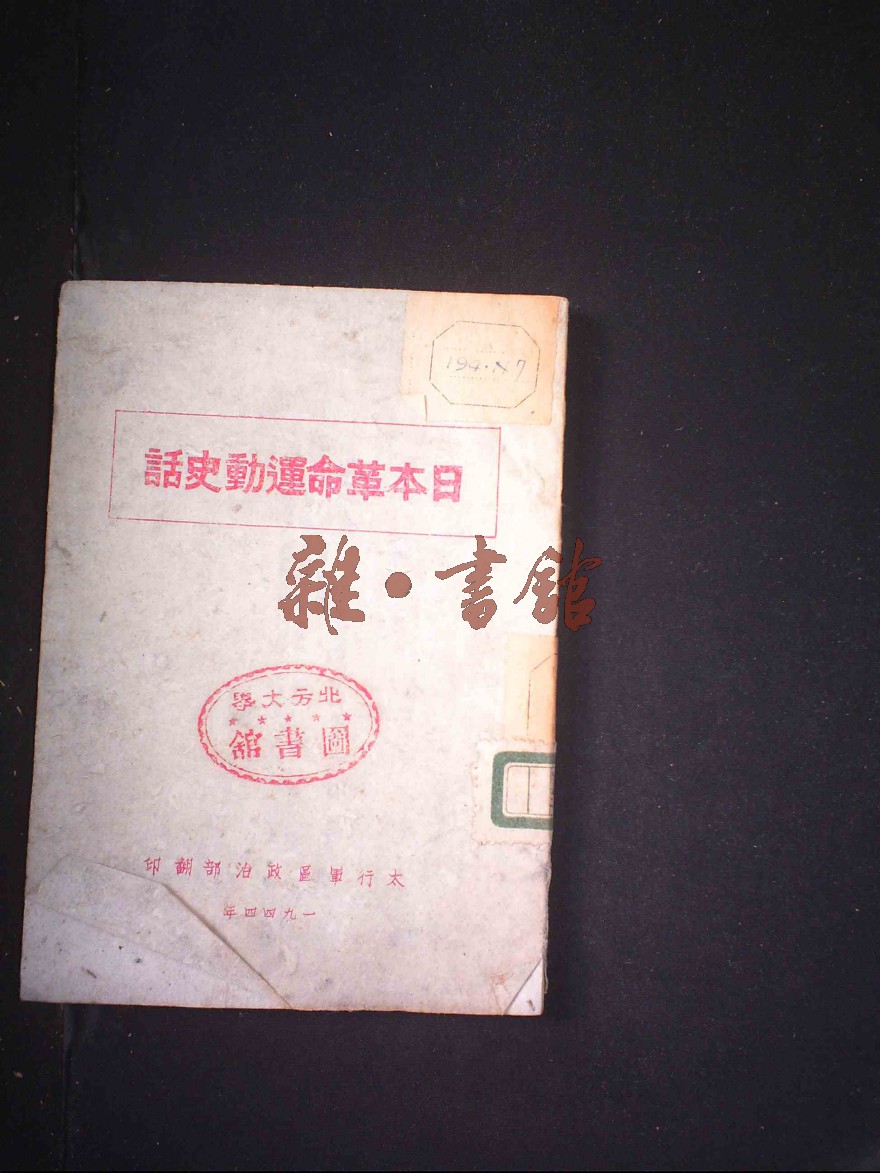 194·N7
日本革命運動史話
雜·書館
北方大學
圖書館
太行軍區政治部翻印
一九四四年